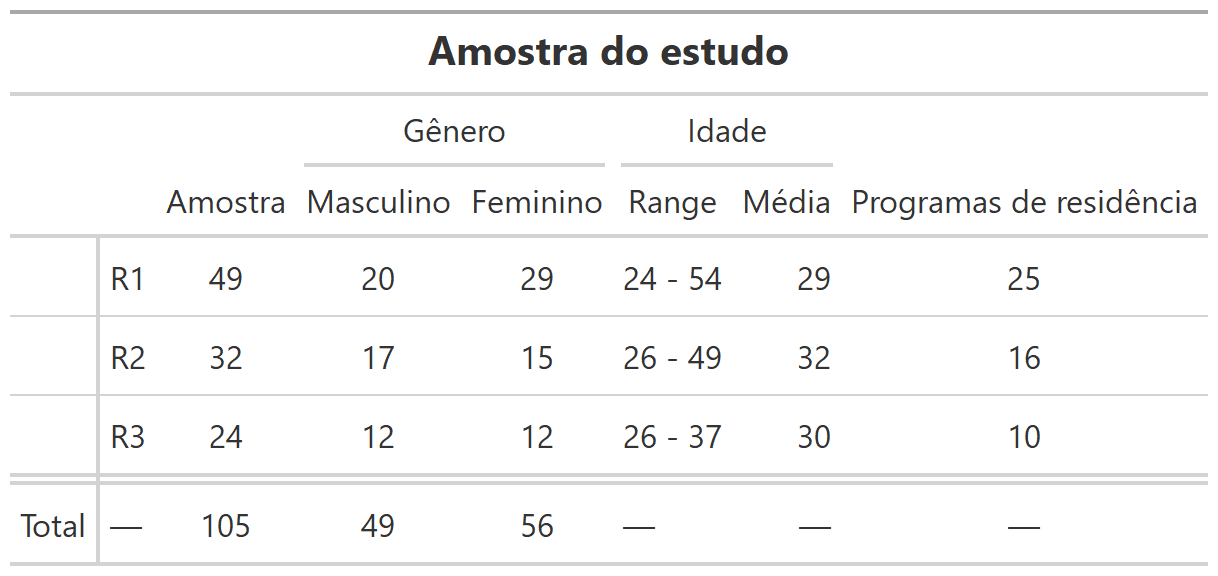 Amostra do estudo
Gênero Idade
Amostra Masculino Feminino Range Média Programas de residência
R1 49 20 29 24 - 54 29 25
R2 32 17 15 26 - 49 32 16
R3 24 12 12 26 - 37 30 10
Total — 105 49 56 — — —